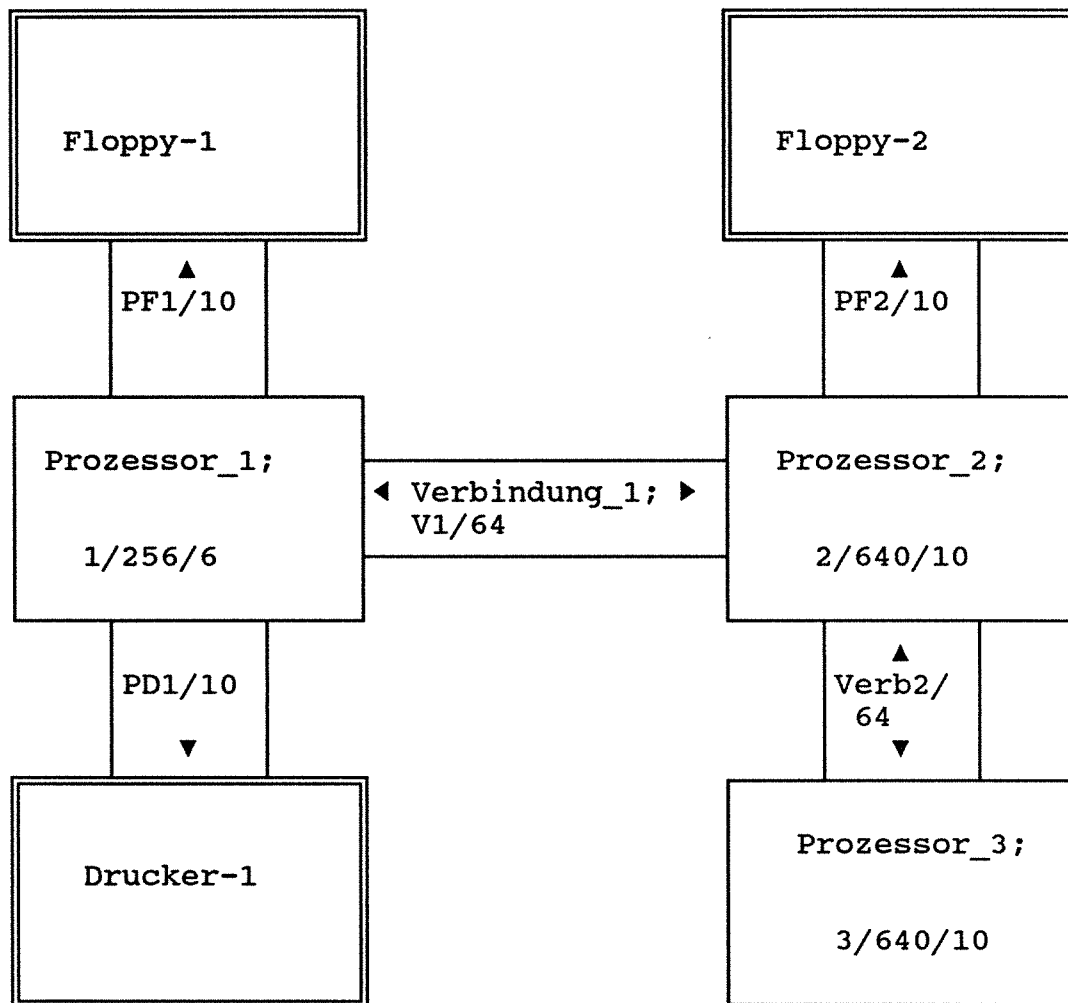 Floppy-1
Floppy-2
▲
PF1/10
▲
PF2/10
Prozessor_1;
1/256/6
◄ Verbindung_1; ►
V1/64
Prozessor_2;
2/640/10
PD1/10
▼
▲
Verb2/
64
▼
Drucker-1
Prozessor_3;
3/640/10